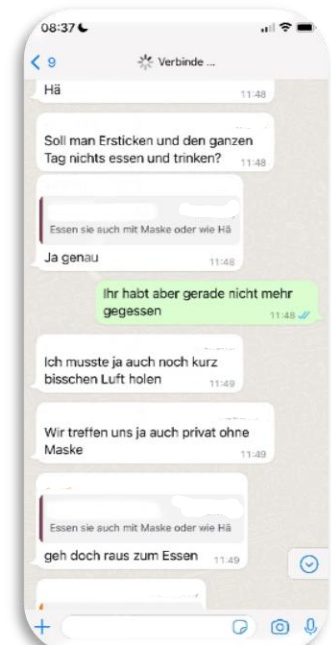 08:37
9 Verbinde ...
Hä
11:48
Soll man Ersticken und den ganzen
Tag nichts essen und trinken? 11:48
Essen sie auch mit Maske oder wie Hä
Ja genau 11:48
Ihr habt aber gerade nicht mehr
gegessen 11:48
Ich musste ja auch noch kurz
bisschen Luft holen 11:49
Wir treffen uns ja auch privat ohne
Maske 11:49
Essen sie auch mit Maske oder wie Hä
geh doch raus zum Essen 11:49